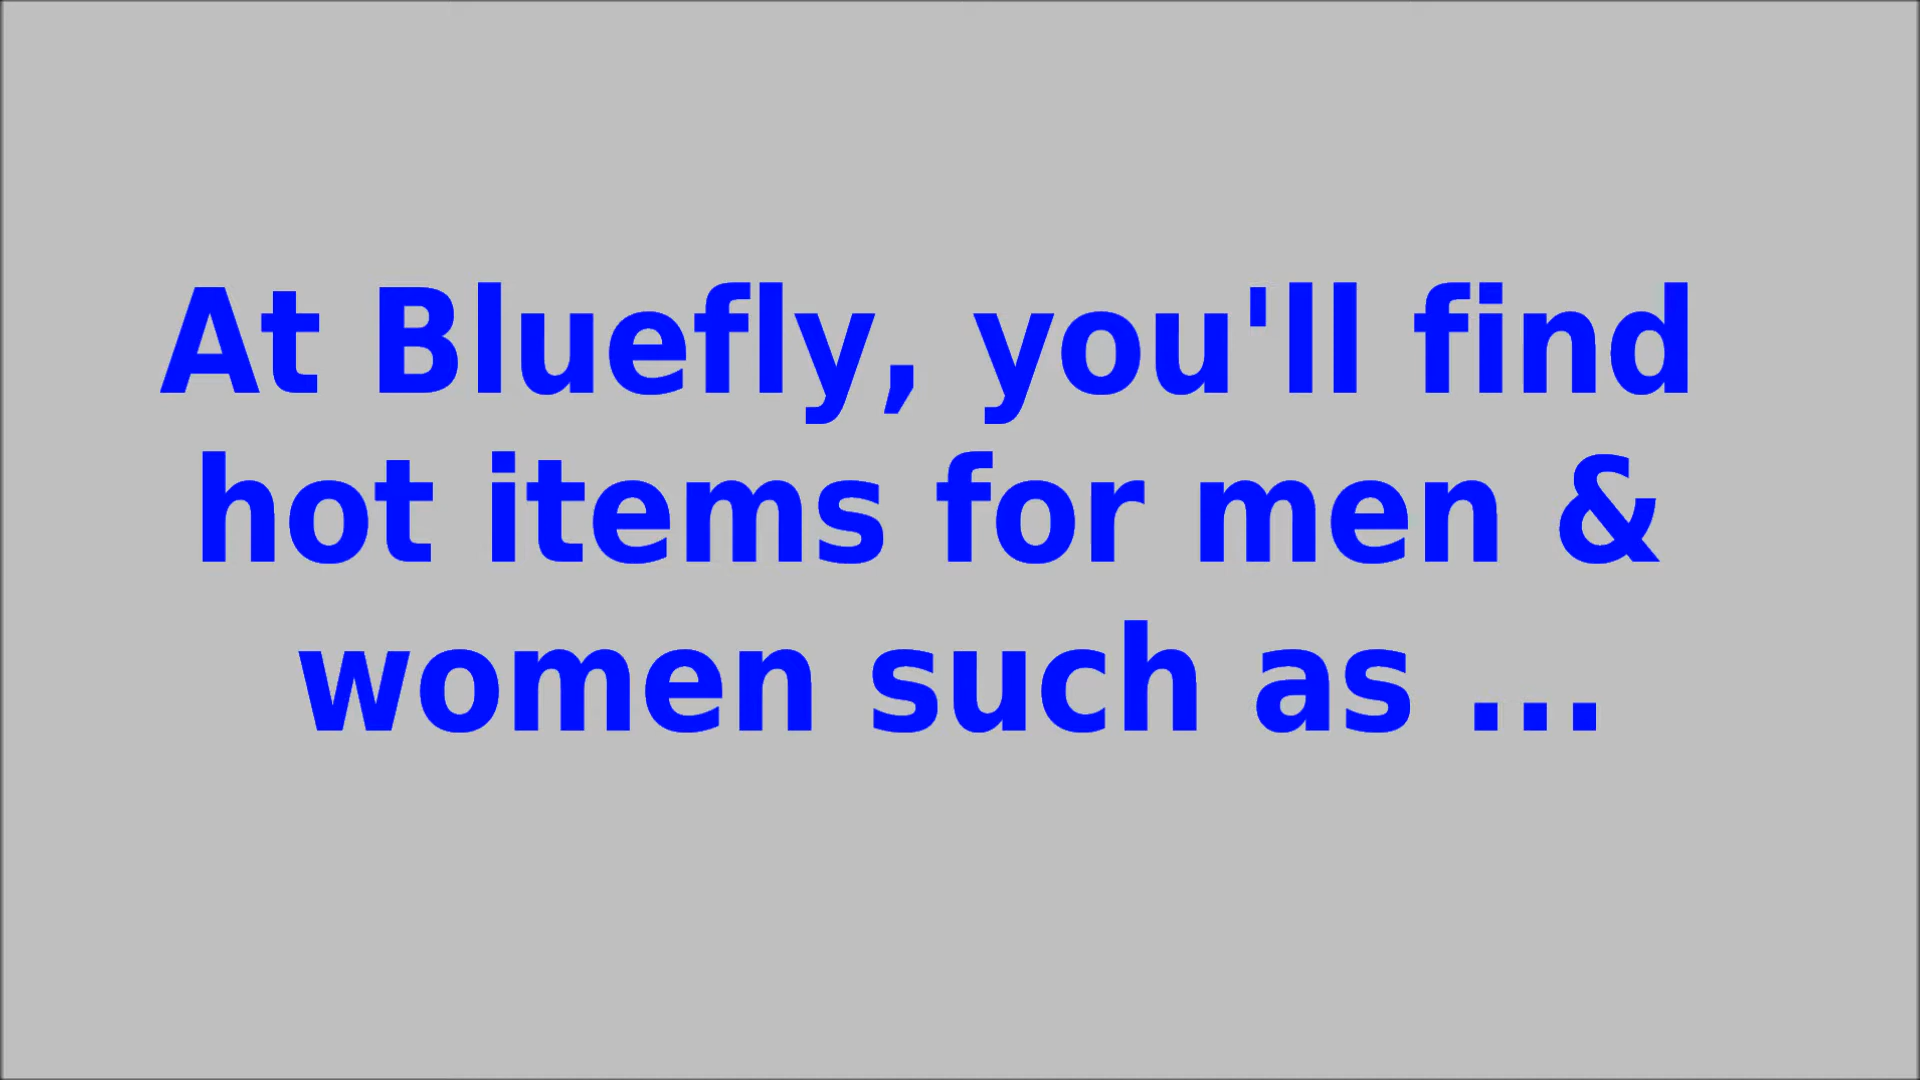 At Bluefly, you'll find
hot items for men &
women such as ...